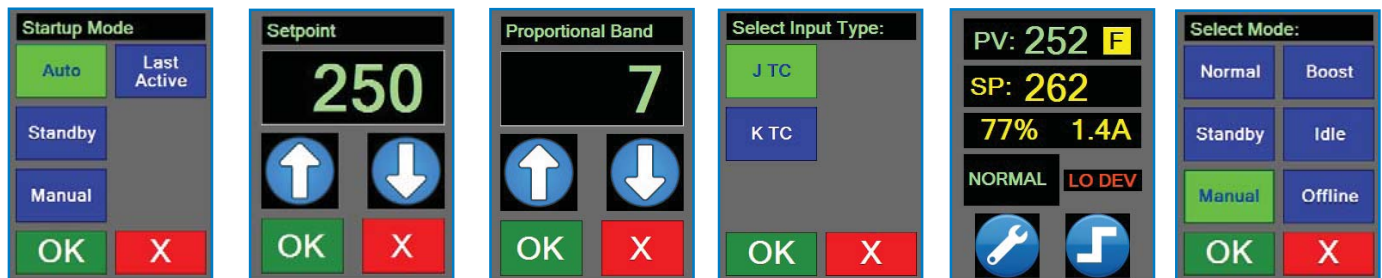 Startup Mode
Auto
Last
Active
Standby
Manual
OK X
Setpoint
250
OK X
Proportional Band
7
OK X
Select Input Type:
J TC
K TC
OK X
PV: 252 F
SP: 262
77% 1.4A
NORMAL LO DEV
Select Mode:
Normal Boost
Standby Idle
Manual Offline
OK X